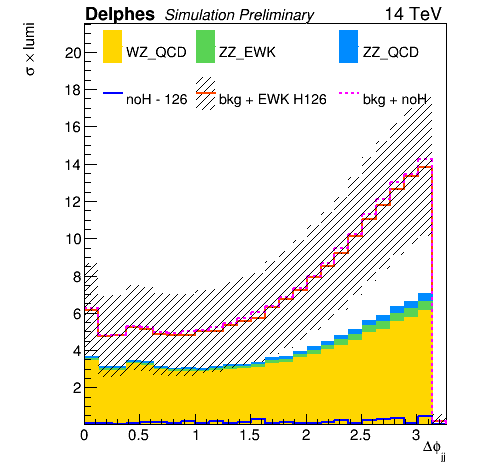 Delphes Simulation Preliminary 14 TeV
σ × lumi
WZ_QCD ZZ_EWK ZZ_QCD
noH - 126 bkg + EWK H126 bkg + noH
20
18
16
14
12
10
8
6
4
2
0 0.5 1 1.5 2 2.5 3
Δϕjj